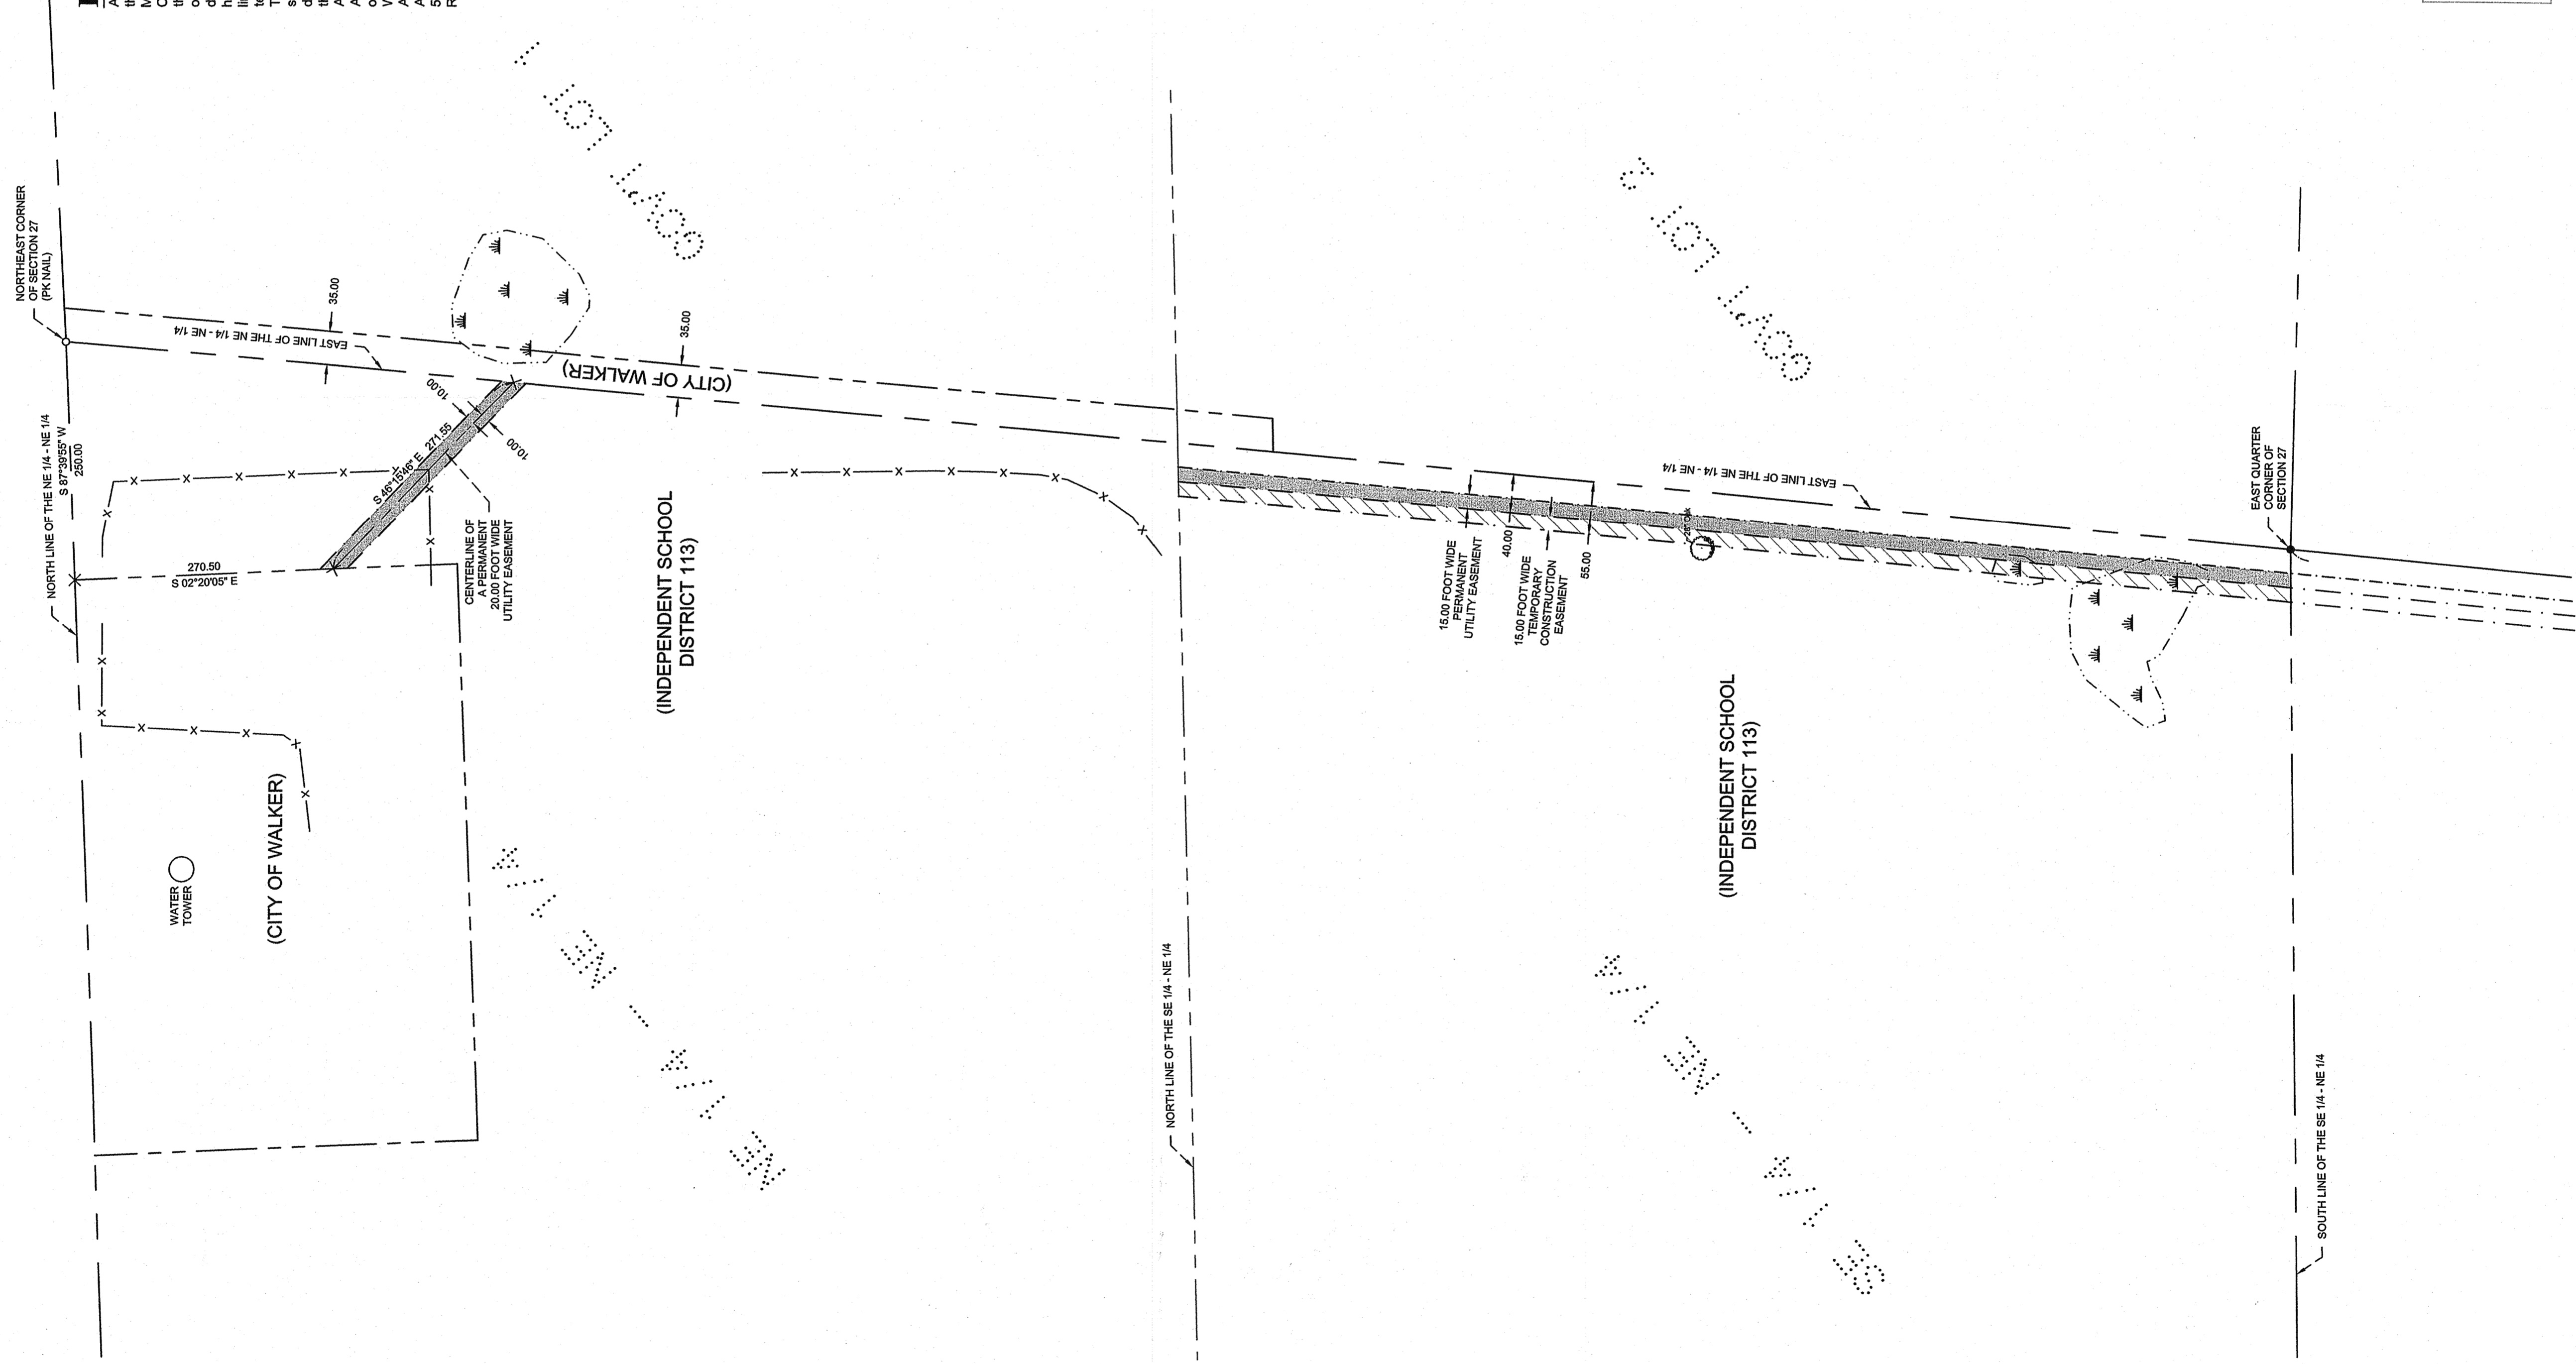 NORTHEAST CORNER
OF SECTION 27
(PK NAIL)
NORTH LINE OF THE NE 1/4 - NE 1/4
S 87°39'55" W
250.00
EAST LINE OF THE NE 1/4 - NE 1/4
35.00
35.00
(CITY OF WALKER)
GOV'T LOT 1
10.00
10.00
S 46°15'46" E 271.55
270.50
S 02°20'05" E
CENTERLINE OF
A PERMANENT
20.00 FOOT WIDE
UTILITY EASEMENT
WATER
TOWER
(CITY OF WALKER)
(INDEPENDENT SCHOOL
DISTRICT 113)
NE 1/4 - NE 1/4
NORTH LINE OF THE SE 1/4 - NE 1/4
GOV'T LOT 2
EAST LINE OF THE NE 1/4 - NE 1/4
15.00 FOOT WIDE
PERMANENT
UTILITY EASEMENT
40.00
15.00 FOOT WIDE
TEMPORARY
CONSTRUCTION
EASEMENT
55.00
(INDEPENDENT SCHOOL
DISTRICT 113)
SE 1/4 - NE 1/4
EAST QUARTER
CORNER OF
SECTION 27
SOUTH LINE OF THE SE 1/4 - NE 1/4